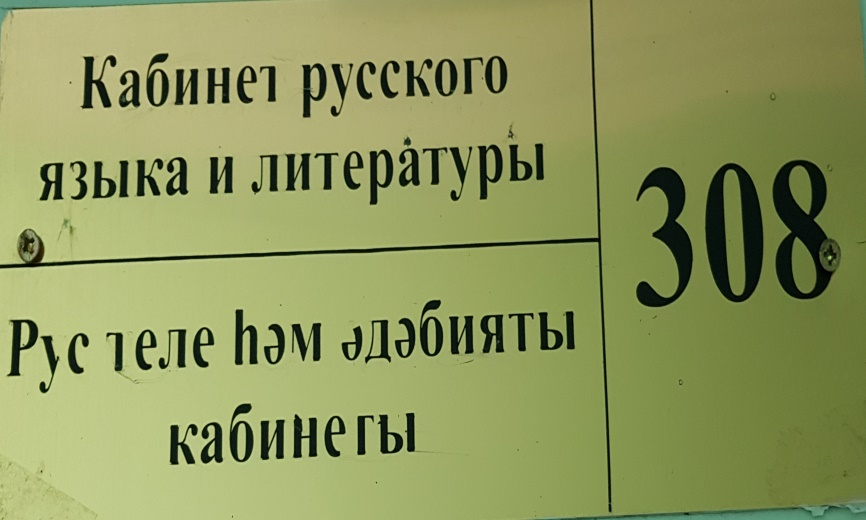 Кабинет русского
языка и литературы
308
Рус теле һәм әдәбияты
кабинеты